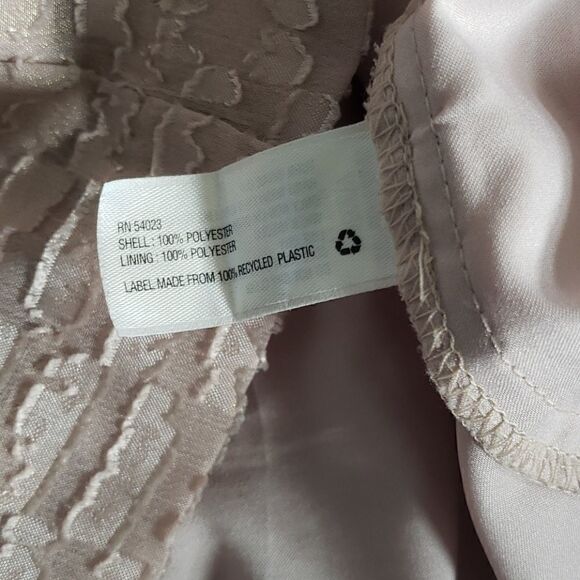 RN 54023
SHELL : 100% POLYESTER
LINING : 100% POLYESTER
LABEL MADE FROM 100% RECYCLED PLASTIC